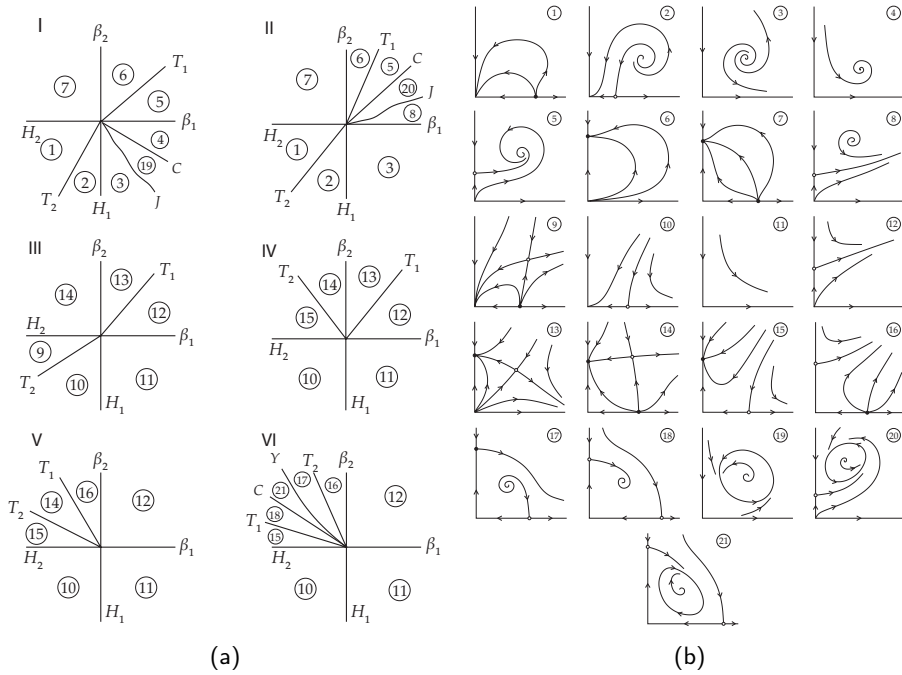 I
β₂
T₁
⑥
⑦
⑤
H₂
β₁
①
④
C
⑲
②
③
T₂
H₁
J
II
β₂
T₁
⑥
⑤
C
⑦
⑳
J
⑧
H₂
β₁
①
③
②
T₂
H₁
III
β₂
⑬
T₁
⑭
⑫
H₂
β₁
⑨
T₂
⑩
⑪
H₁
IV
β₂
T₂
⑬
T₁
⑭
⑮
⑫
H₂
β₁
⑩
⑪
H₁
V
β₂
T₁
⑯
⑫
⑭
T₂
⑮
H₂
β₁
⑩
⑪
H₁
VI
Y
T₂
β₂
⑰
⑯
C
㉑
⑫
⑱
T₁
⑮
H₂
β₁
⑩
⑪
H₁
(a)
① ② ③ ④
⑤ ⑥ ⑦ ⑧
⑨ ⑩ ⑪ ⑫
⑬ ⑭ ⑮ ⑯
⑰ ⑱ ⑲ ⑳
㉑
(b)